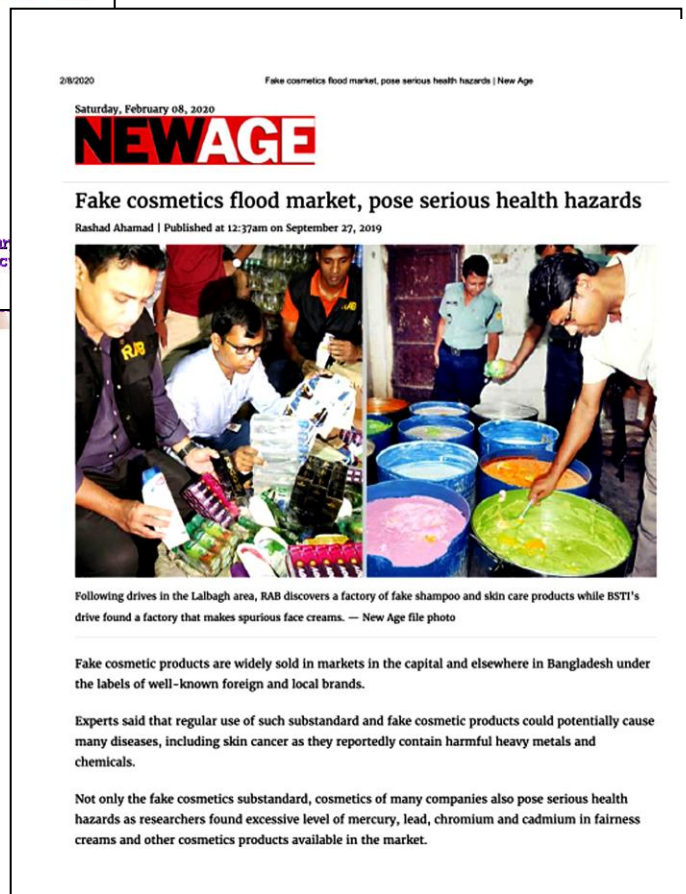 2/8/2020 Fake cosmetics flood market, pose serious health hazards | New Age
Saturday, February 08, 2020
NEWAGE
Fake cosmetics flood market, pose serious health hazards
Rashad Ahamad | Published at 12:37am on September 27, 2019
RAB
RAB
Following drives in the Lalbagh area, RAB discovers a factory of fake shampoo and skin care products while BSTI's
drive found a factory that makes spurious face creams. — New Age file photo
Fake cosmetic products are widely sold in markets in the capital and elsewhere in Bangladesh under
the labels of well-known foreign and local brands.
Experts said that regular use of such substandard and fake cosmetic products could potentially cause
many diseases, including skin cancer as they reportedly contain harmful heavy metals and
chemicals.
Not only the fake cosmetics substandard, cosmetics of many companies also pose serious health
hazards as researchers found excessive level of mercury, lead, chromium and cadmium in fairness
creams and other cosmetics products available in the market.